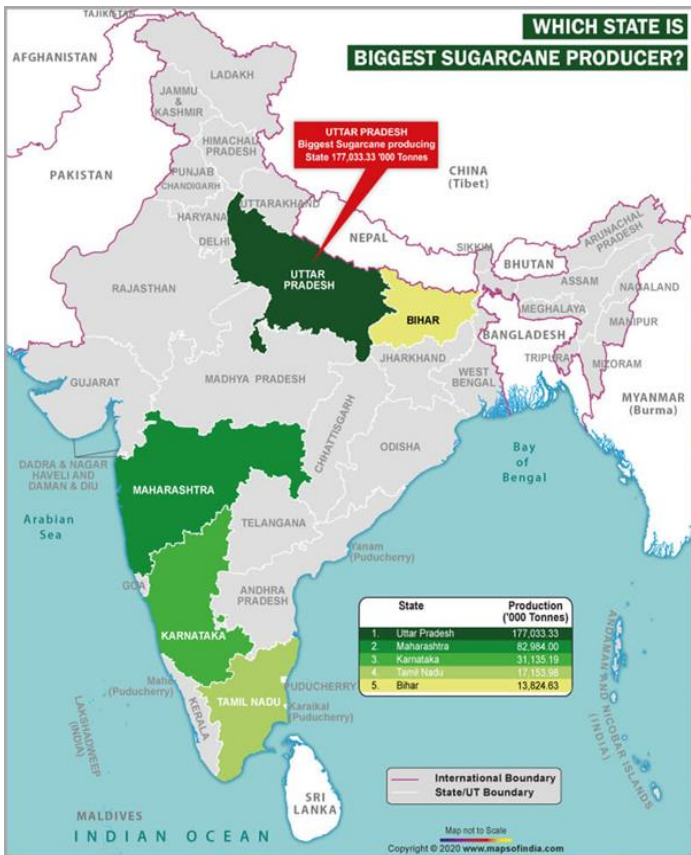 WHICH STATE IS
BIGGEST SUGARCANE PRODUCER?
TAJIKISTAN
AFGHANISTAN
LADAKH
JAMMU
&
KASHMIR
UTTAR PRADESH
Biggest Sugarcane producing
State 177,033.33 '000 Tonnes
HIMACHAL
PRADESH
PAKISTAN
PUNJAB
CHANDIGARH
CHINA
(Tibet)
UTTARAKHAND
HARYANA
DELHI
NEPAL
SIKKIM
BHUTAN
ARUNACHAL
PRADESH
RAJASTHAN
UTTAR
PRADESH
BIHAR
ASSAM
NAGALAND
MEGHALAYA
MANIPUR
BANGLADESH
JHARKHAND
TRIPURA
MIZORAM
GUJARAT
MADHYA PRADESH
WEST
BENGAL
MYANMAR
(Burma)
CHHATTISGARH
ODISHA
DADRA & NAGAR
HAVELI AND
DAMAN & DIU
MAHARASHTRA
Bay
of
Bengal
Arabian
Sea
TELANGANA
Yanam
(Puducherry)
GOA
ANDHRA
PRADESH
KARNATAKA
State
Production
('000 Tonnes)
1. Uttar Pradesh 177,033.33
2. Maharashtra 82,984.00
3. Karnataka 31,135.19
4. Tamil Nadu 17,153.98
5. Bihar 13,824.63
ANDAMAN AND NICOBAR ISLANDS
(INDIA)
Mahe
(Puducherry)
PUDUCHERRY
TAMIL NADU
Karaikal
(Puducherry)
KERALA
LAKSHADWEEP
(INDIA)
SRI
LANKA
International Boundary
State/UT Boundary
MALDIVES
INDIAN OCEAN
Map not to Scale
Copyright © 2020 www.mapsofindia.com